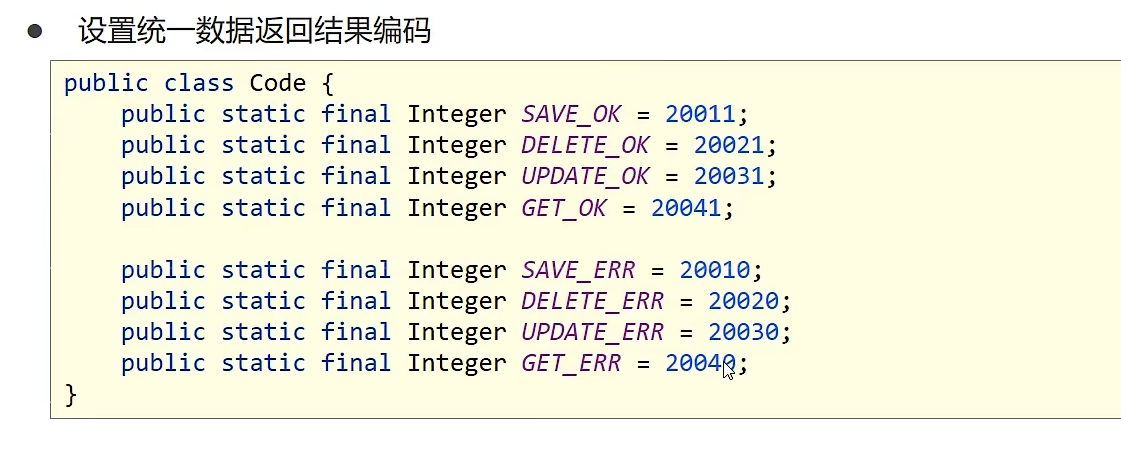 ● 设置统一数据返回结果编码
public class Code {
    public static final Integer SAVE_OK = 20011;
    public static final Integer DELETE_OK = 20021;
    public static final Integer UPDATE_OK = 20031;
    public static final Integer GET_OK = 20041;

    public static final Integer SAVE_ERR = 20010;
    public static final Integer DELETE_ERR = 20020;
    public static final Integer UPDATE_ERR = 20030;
    public static final Integer GET_ERR = 20040;
}